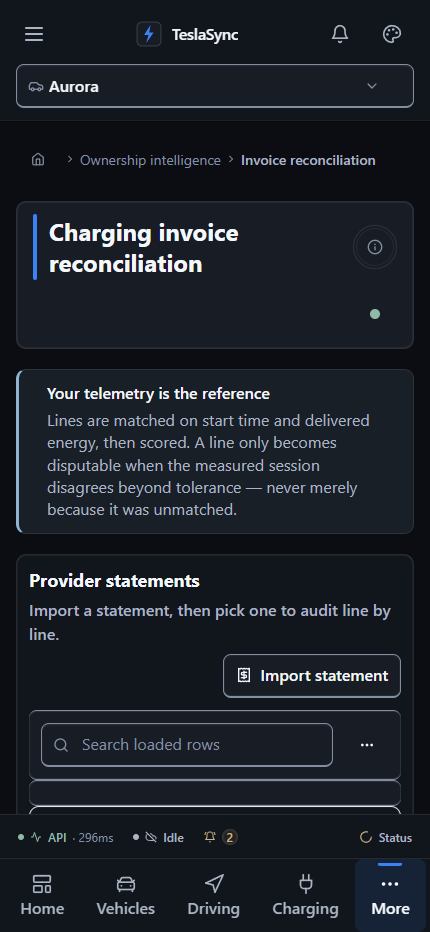 TeslaSync
Aurora
Ownership intelligence
Invoice reconciliation
Charging invoice
reconciliation
Your telemetry is the reference
Lines are matched on start time and delivered
energy, then scored. A line only becomes
disputable when the measured session
disagrees beyond tolerance — never merely
because it was unmatched.
Provider statements
Import a statement, then pick one to audit line by
line.
Import statement
Search loaded rows
API · 296ms
Idle
2
Status
Home
Vehicles
Driving
Charging
More